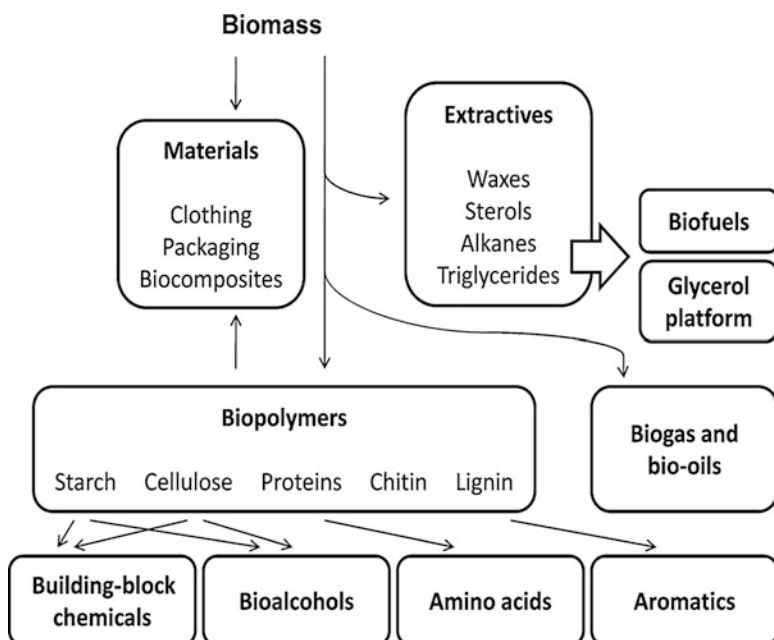 Biomass
Materials
Clothing
Packaging
Biocomposites
Extractives
Waxes
Sterols
Alkanes
Triglycerides
Biofuels
Glycerol
platform
Biopolymers
Starch Cellulose Proteins Chitin Lignin
Biogas and
bio-oils
Building-block
chemicals
Bioalcohols
Amino acids
Aromatics